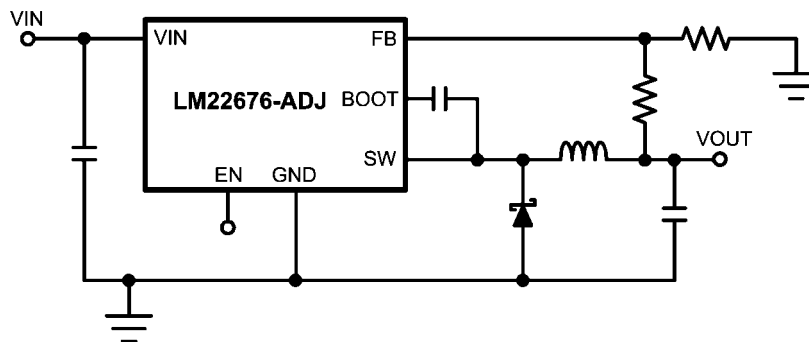 VIN
VIN
FB
LM22676-ADJ
BOOT
VOUT
SW
EN
GND